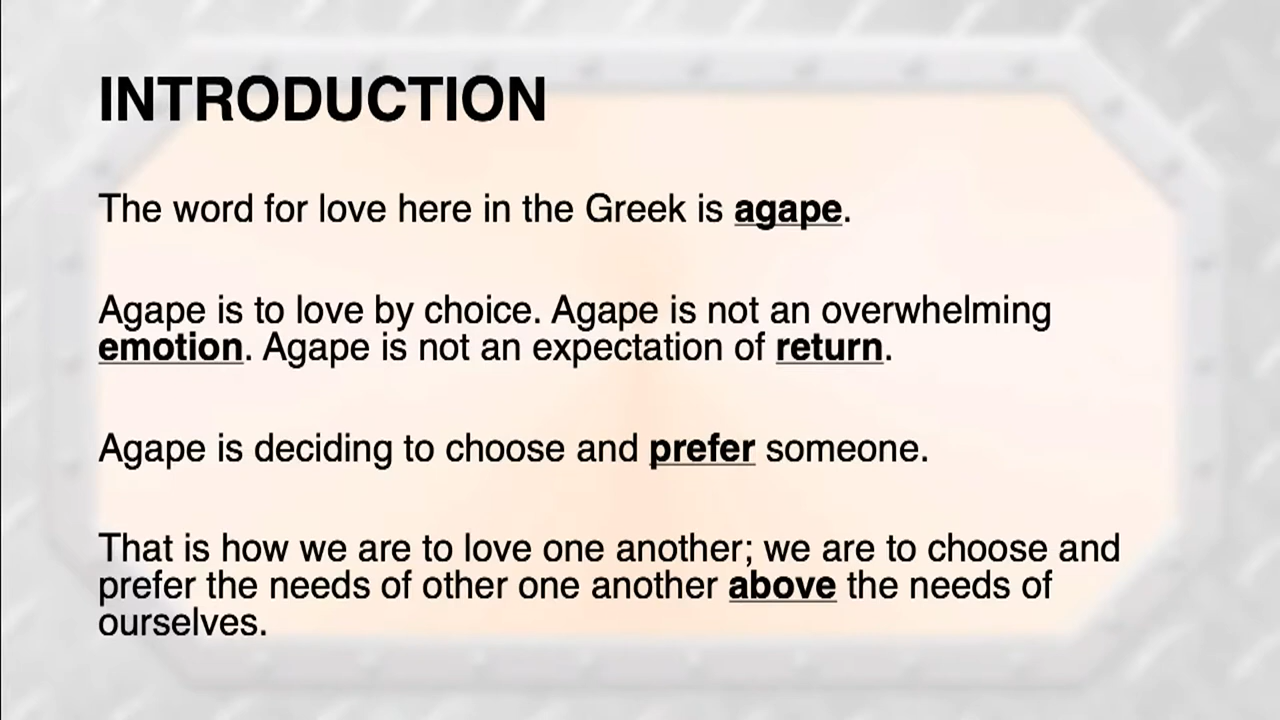 INTRODUCTION
The word for love here in the Greek is agape.
Agape is to love by choice. Agape is not an overwhelming
emotion. Agape is not an expectation of return.
Agape is deciding to choose and prefer someone.
That is how we are to love one another; we are to choose and
prefer the needs of other one another above the needs of
ourselves.